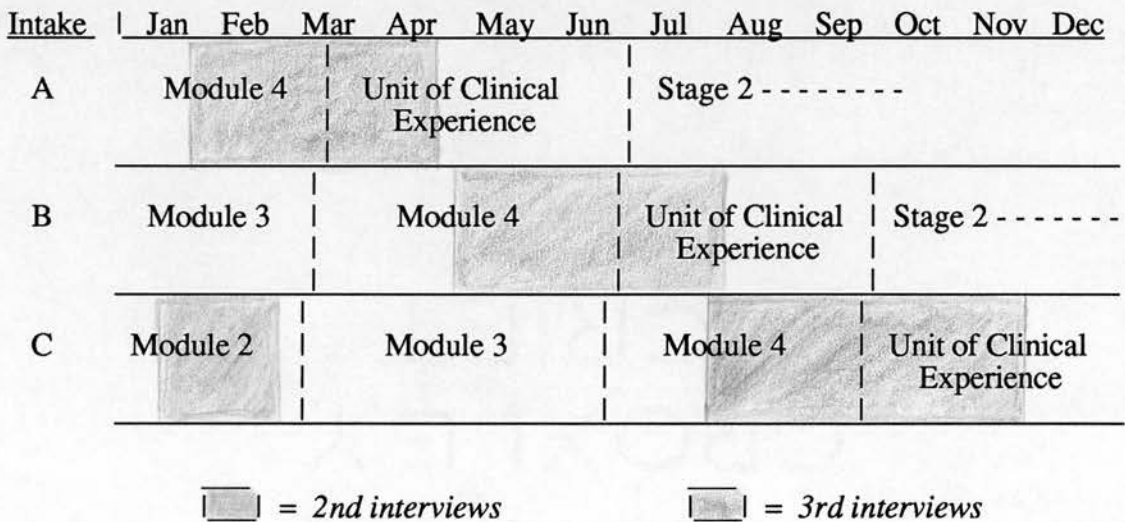 Intake Jan Feb Mar Apr May Jun Jul Aug Sep Oct Nov Dec
A Module 4 Unit of Clinical Experience Stage 2 - - - - - - - -
B Module 3 Module 4 Unit of Clinical Experience Stage 2 - - - - - - -
C Module 2 Module 3 Module 4 Unit of Clinical Experience
= 2nd interviews = 3rd interviews